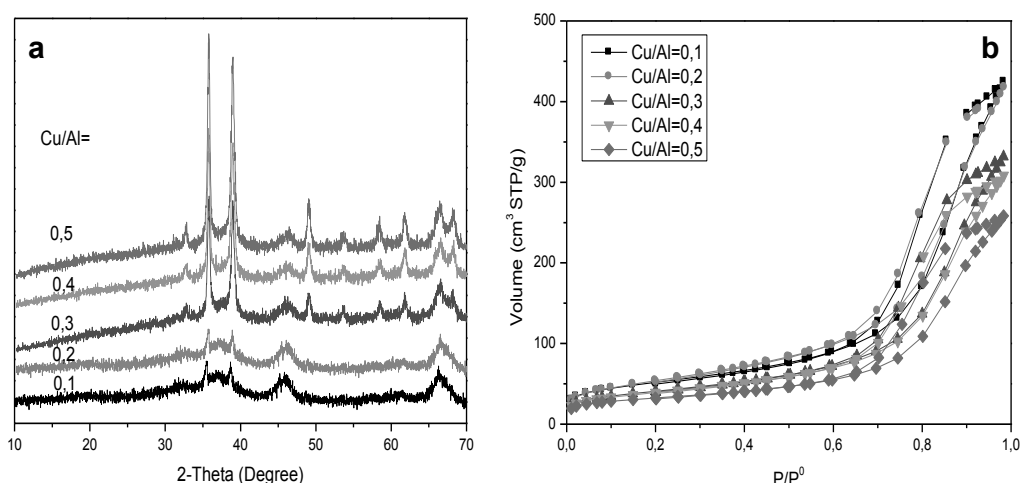 a
Cu/Al=
0,5
0,4
0,3
0,2
0,1
10 20 30 40 50 60 70
2-Theta (Degree)
b
500
400
300
200
100
0
Volume (cm³ STP/g)
Cu/Al=0,1
Cu/Al=0,2
Cu/Al=0,3
Cu/Al=0,4
Cu/Al=0,5
0,0 0,2 0,4 0,6 0,8 1,0
P/P⁰